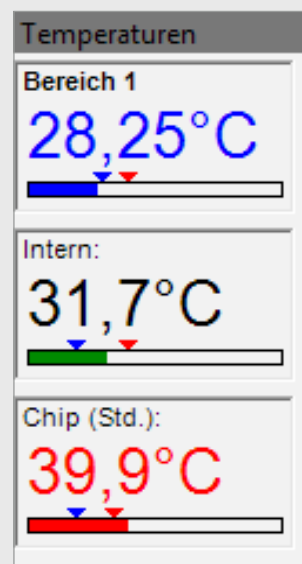 Temperaturen
Bereich 1
28,25°C
Intern:
31,7°C
Chip (Std.):
39,9°C